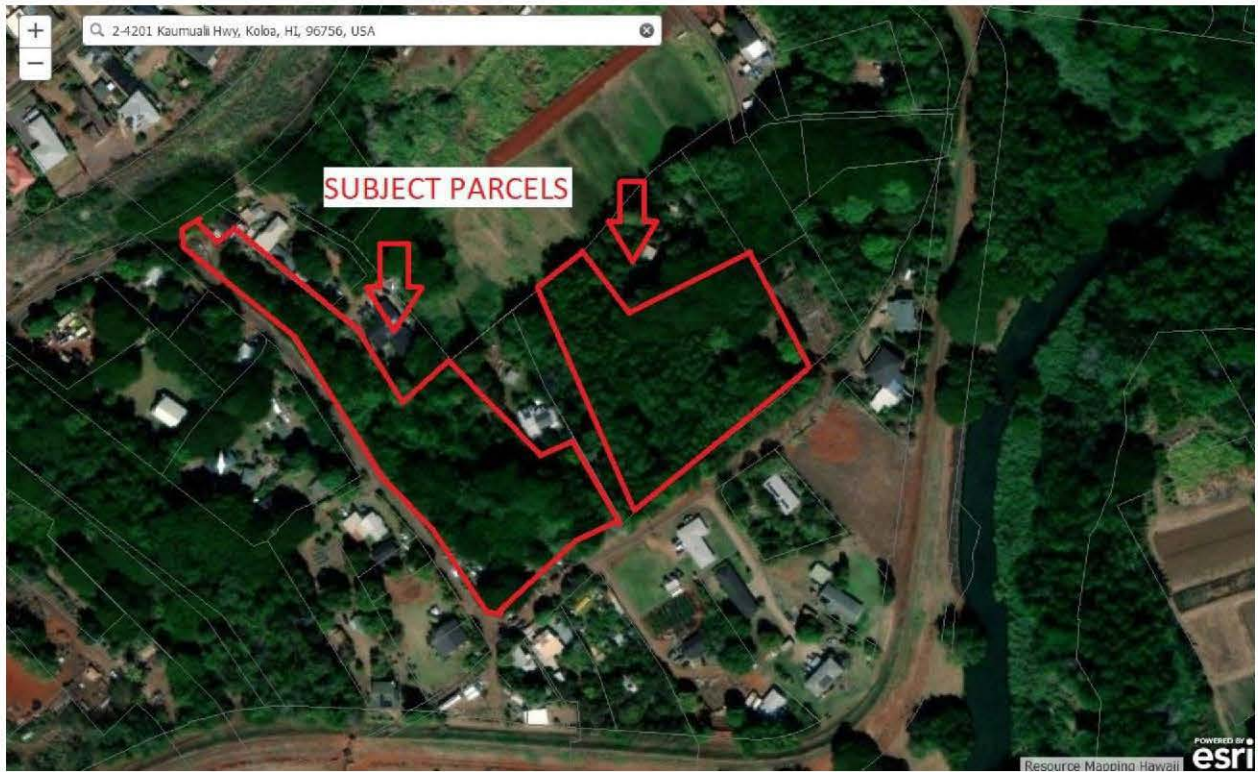 +
2-4201 Kaumualii Hwy, Koloa, HI, 96756, USA
−
SUBJECT PARCELS
POWERED BY
esri
Resource Mapping Hawaii